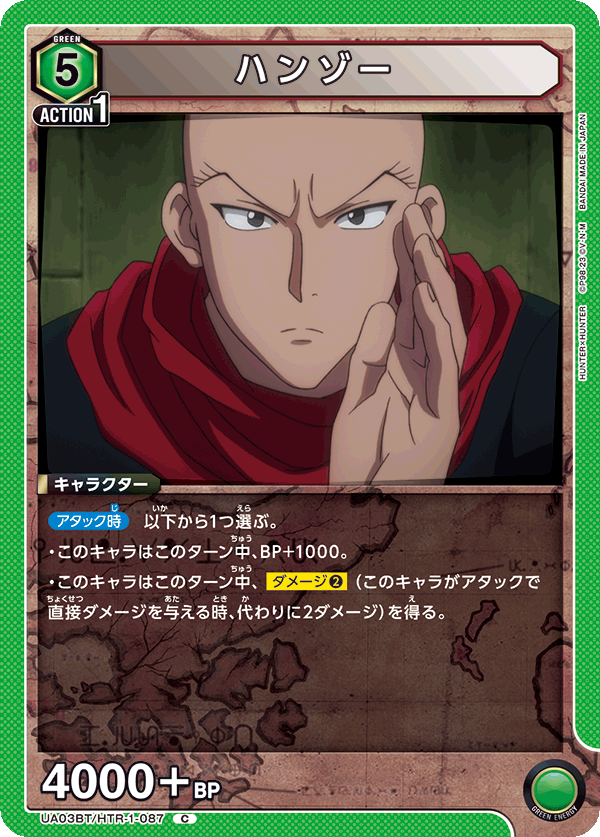 GREEN
5
ACTION 1
ハンゾー
HUNTER×HUNTER ©P98-23 ©V・N・M BANDAI MADE IN JAPAN
キャラクター
アタック時 以下から1つ選ぶ。
・このキャラはこのターン中、BP+1000。
・このキャラはこのターン中、ダメージ❷(このキャラがアタックで
直接ダメージを与える時、代わりに2ダメージ)を得る。
4000+BP
UA03BT/HTR-1-087 C
GREEN ENERGY